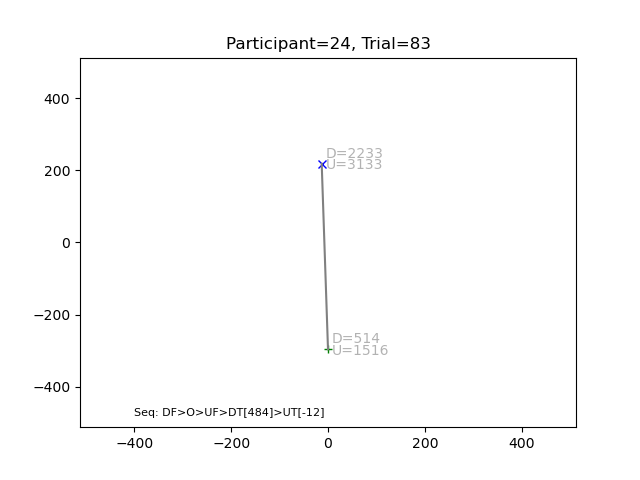 Participant=24, Trial=83
400
200
0
−200
−400
D=2233
U=3133
D=514
U=1516
Seq: DF>O>UF>DT[484]>UT[-12]
−400
−200
0
200
400